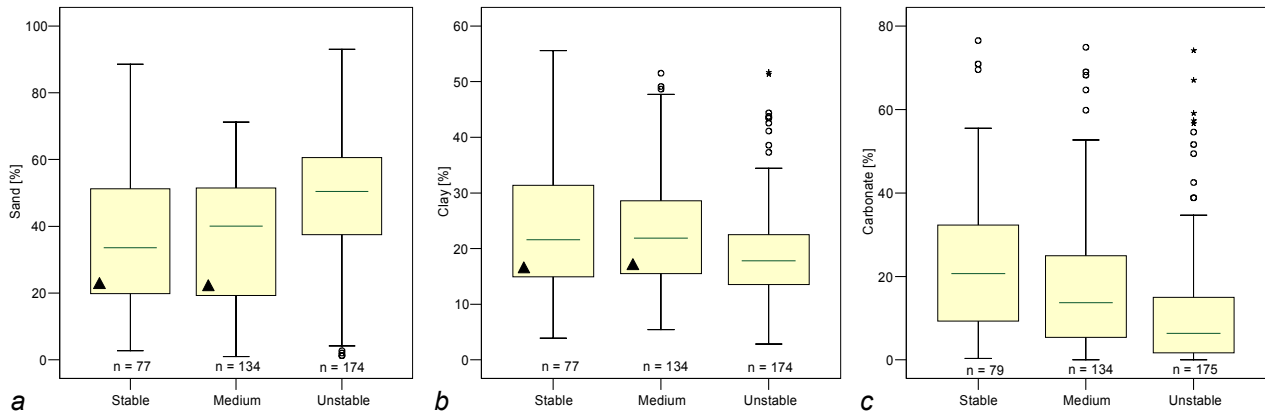 100
80
60
40
20
0
Sand [%]
n = 77
n = 134
n = 174
Stable
Medium
Unstable
a
60
50
40
30
20
10
0
Clay [%]
n = 77
n = 134
n = 174
Stable
Medium
Unstable
b
80
60
40
20
0
Carbonate [%]
n = 79
n = 134
n = 175
Stable
Medium
Unstable
c